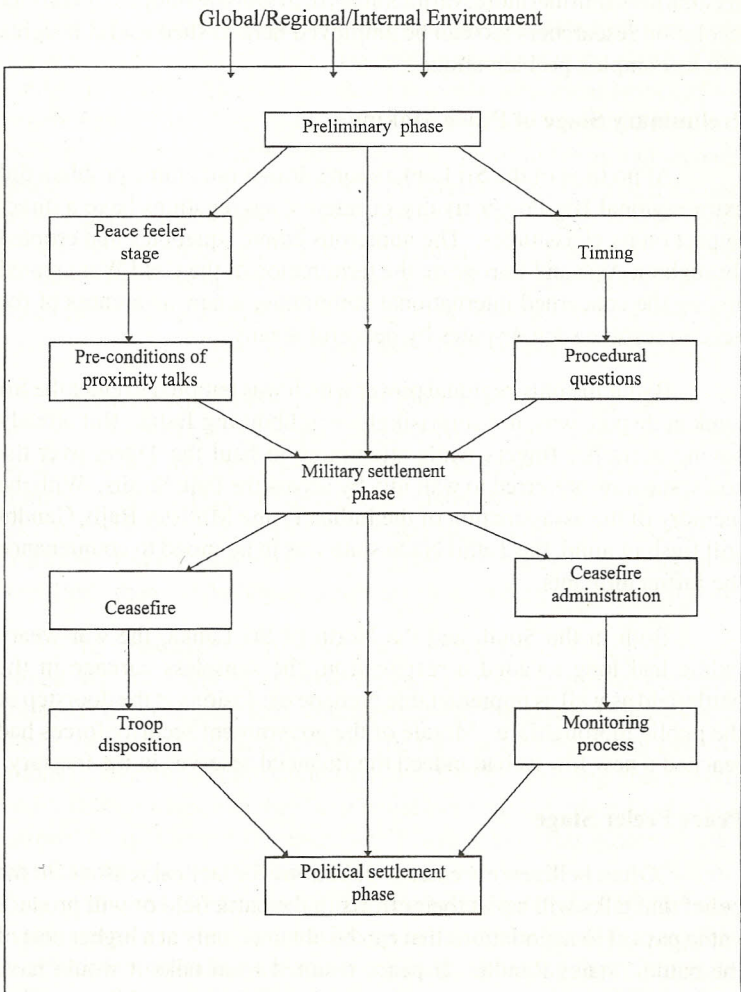 Global/Regional/Internal Environment
Preliminary phase
Peace feeler
stage
Timing
Pre-conditions of
proximity talks
Procedural
questions
Military settlement
phase
Ceasefire
Ceasefire
administration
Troop
disposition
Monitoring
process
Political settlement
phase